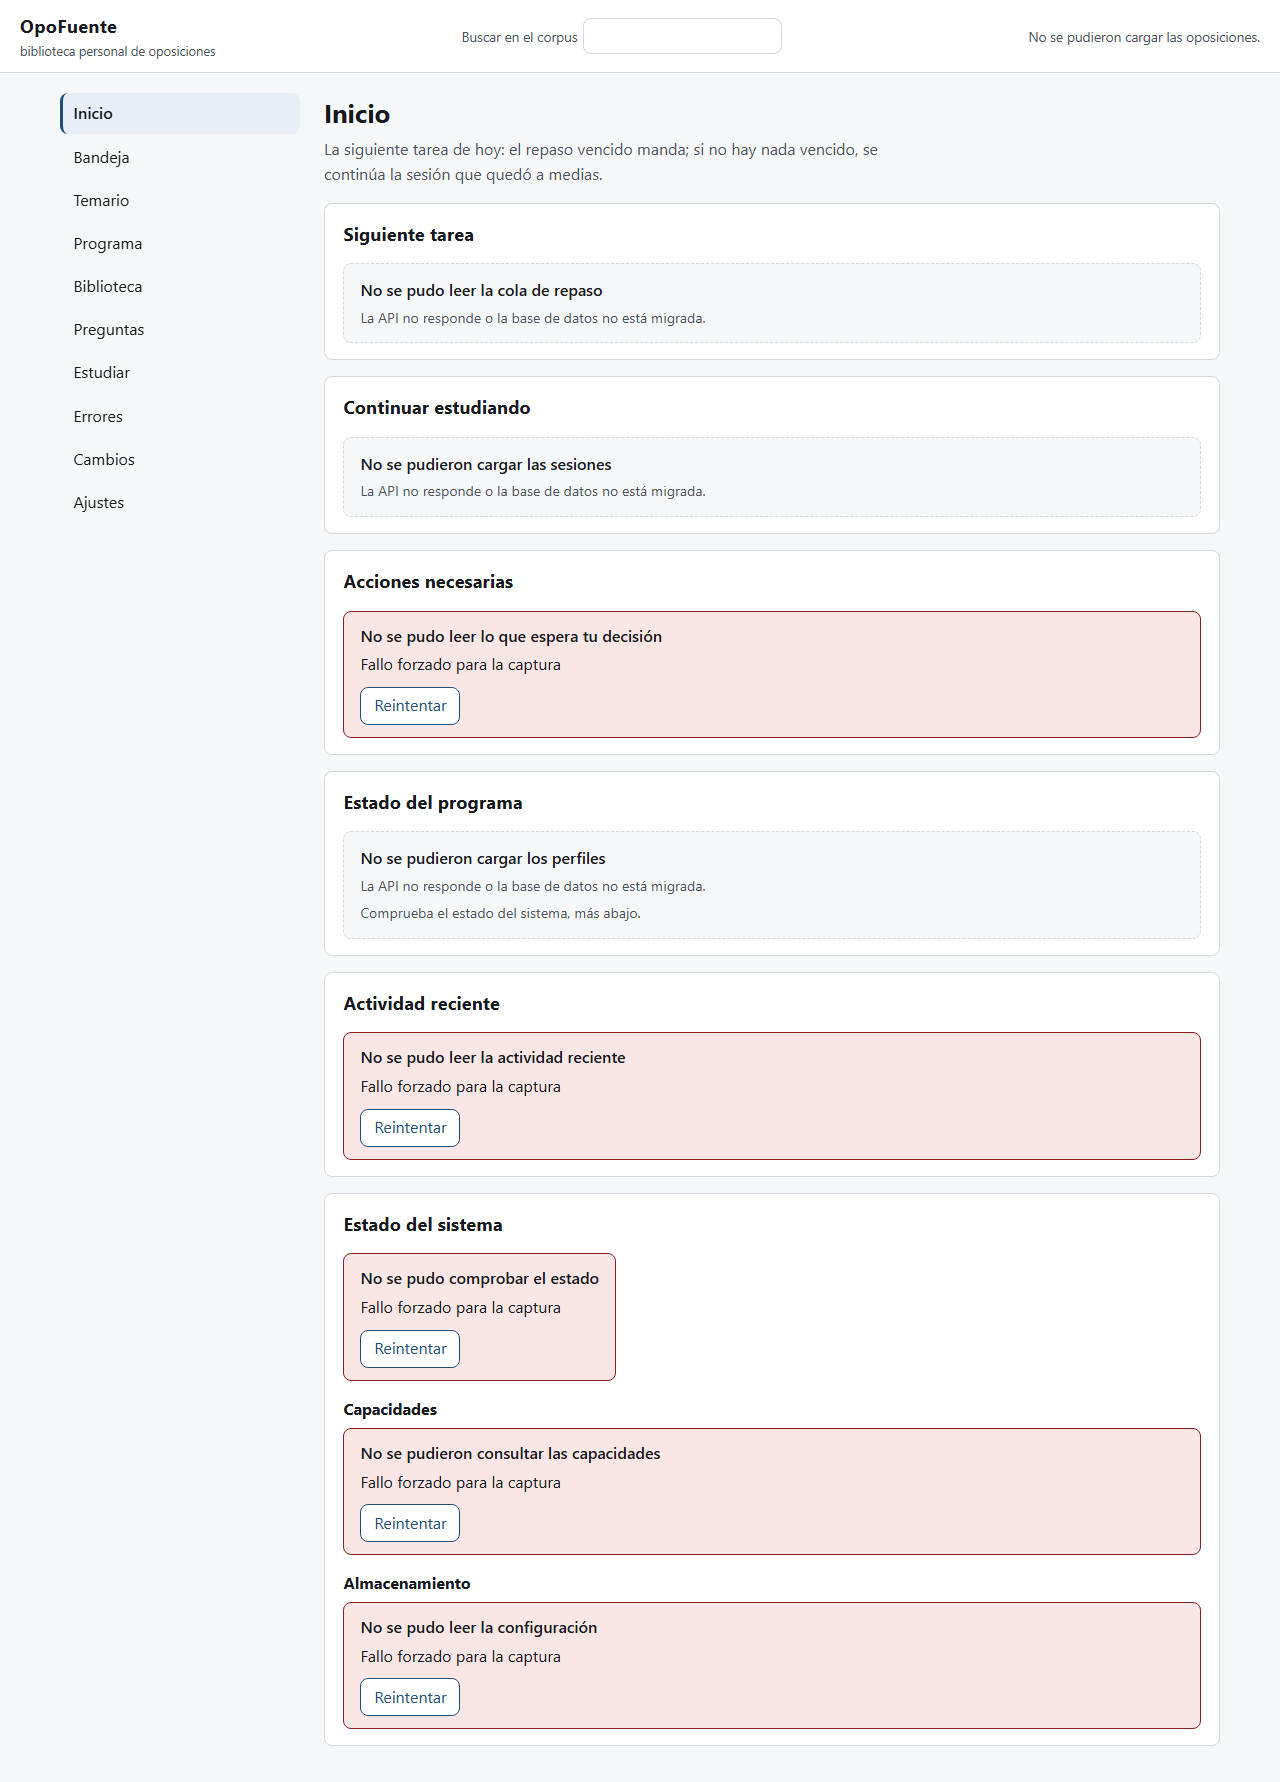 OpoFuente
biblioteca personal de oposiciones
Buscar en el corpus
No se pudieron cargar las oposiciones.
Inicio
Bandeja
Temario
Programa
Biblioteca
Preguntas
Estudiar
Errores
Cambios
Ajustes
Inicio
La siguiente tarea de hoy: el repaso vencido manda; si no hay nada vencido, se
continúa la sesión que quedó a medias.
Siguiente tarea
No se pudo leer la cola de repaso
La API no responde o la base de datos no está migrada.
Continuar estudiando
No se pudieron cargar las sesiones
La API no responde o la base de datos no está migrada.
Acciones necesarias
No se pudo leer lo que espera tu decisión
Fallo forzado para la captura
Reintentar
Estado del programa
No se pudieron cargar los perfiles
La API no responde o la base de datos no está migrada.
Comprueba el estado del sistema, más abajo.
Actividad reciente
No se pudo leer la actividad reciente
Fallo forzado para la captura
Reintentar
Estado del sistema
No se pudo comprobar el estado
Fallo forzado para la captura
Reintentar
Capacidades
No se pudieron consultar las capacidades
Fallo forzado para la captura
Reintentar
Almacenamiento
No se pudo leer la configuración
Fallo forzado para la captura
Reintentar